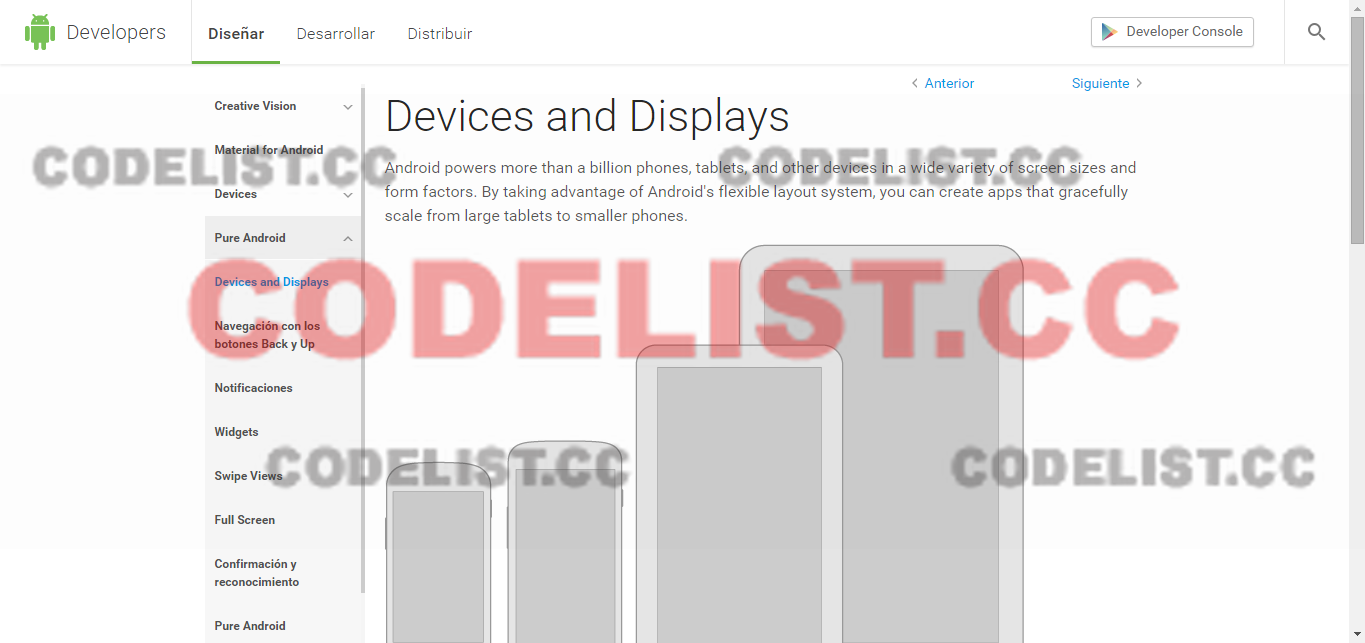 Developers
Diseñar
Desarrollar
Distribuir
Developer Console
Anterior
Siguiente
Creative Vision
Material for Android
Devices
Pure Android
Devices and Displays
Navegación con los
botones Back y Up
Notificaciones
Widgets
Swipe Views
Full Screen
Confirmación y
reconocimiento
Pure Android
Devices and Displays
Android powers more than a billion phones, tablets, and other devices in a wide variety of screen sizes and
form factors. By taking advantage of Android's flexible layout system, you can create apps that gracefully
scale from large tablets to smaller phones.
CODELIST.CC
CODELIST.CC
CODELIST.CC
CODELIST.CC
CODELIST.CC